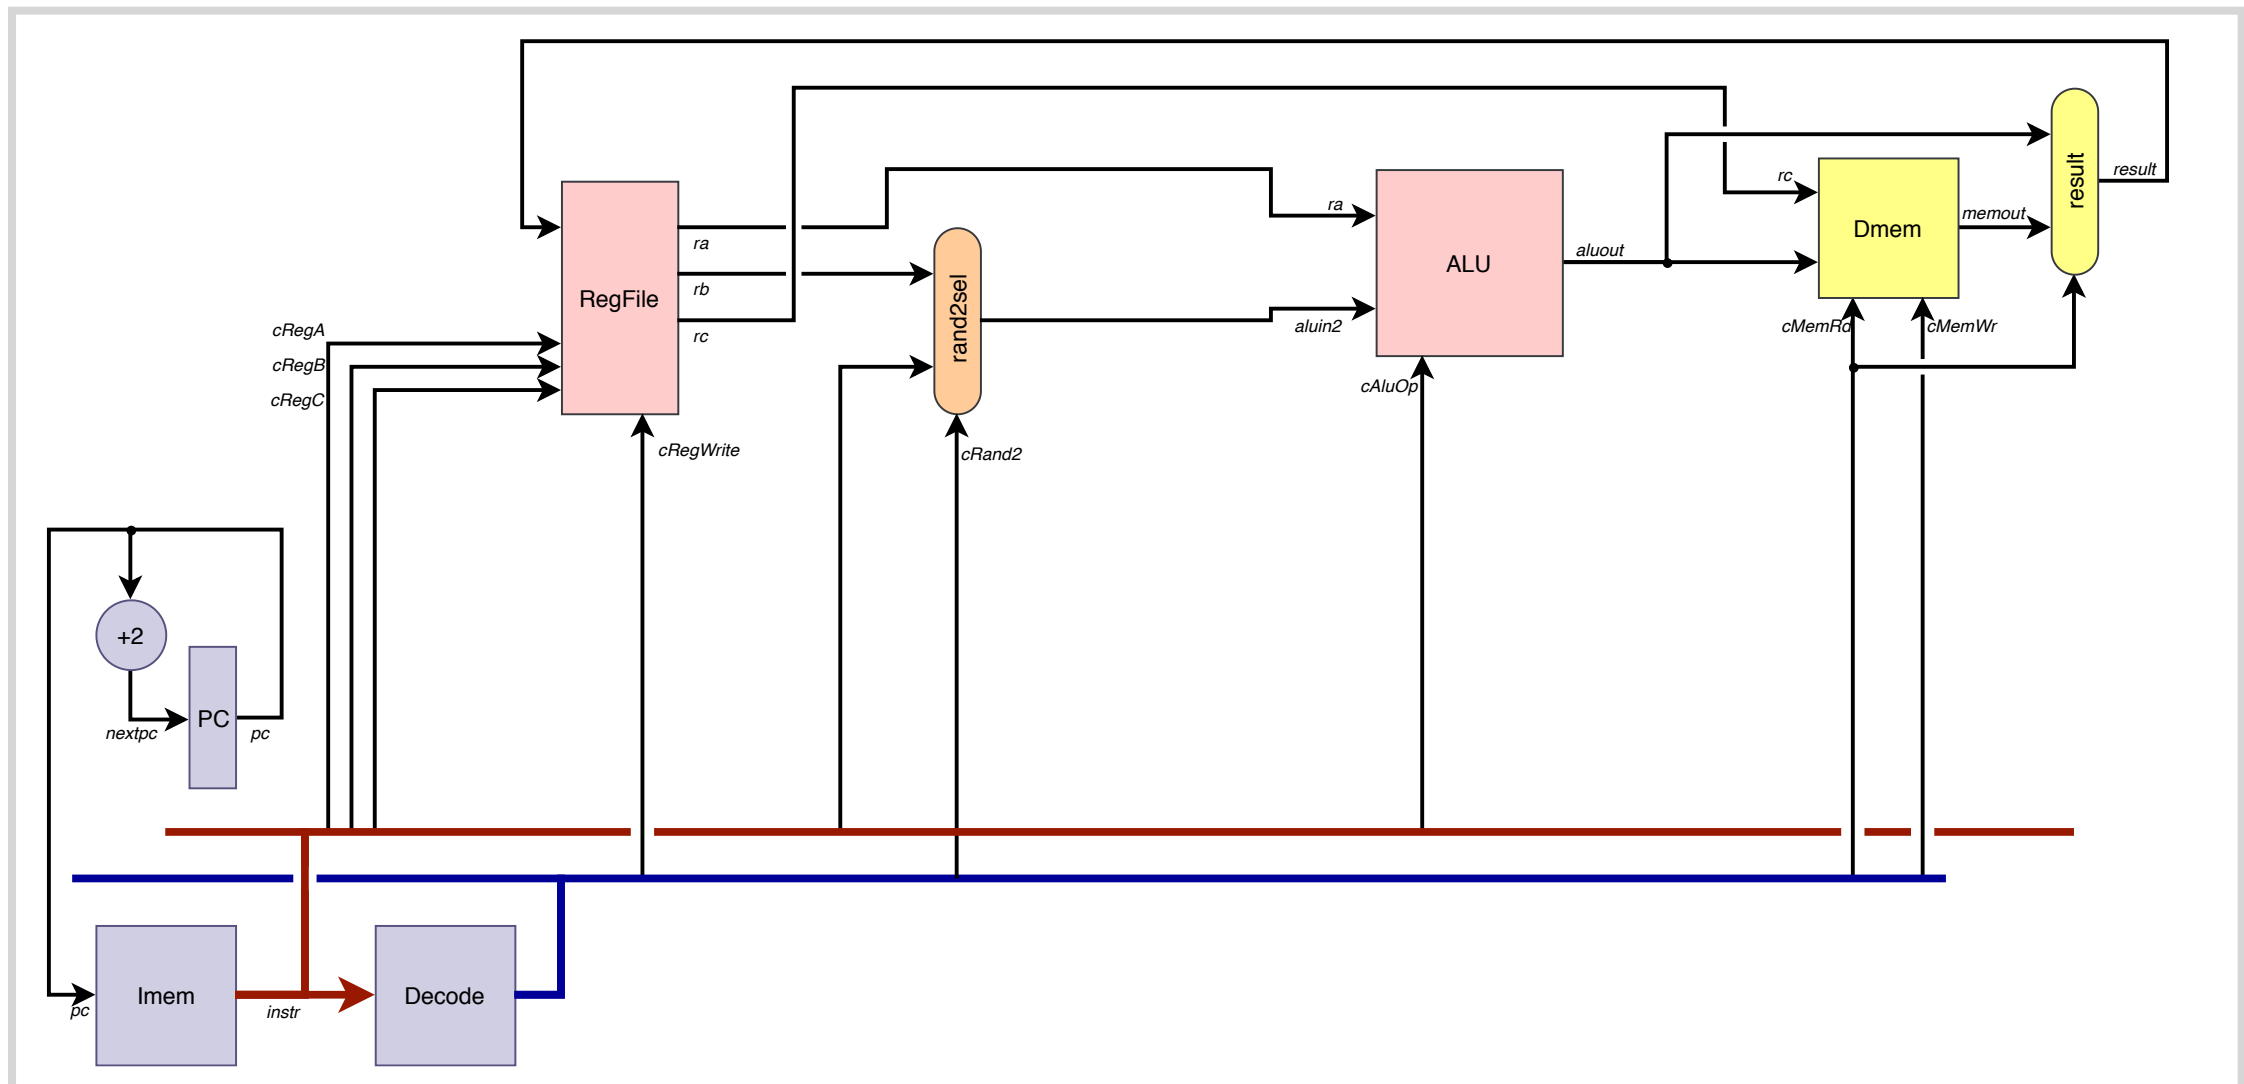 result
result
rc
memout
Dmem
aluout
ra
ALU
aluin2
ra
rb
rc
RegFile
rand2sel
cRegA
cRegB
cRegC
cMemRd
cMemWr
cAluOp
cRegWrite
cRand2
+2
PC
nextpc
pc
Imem
Decode
pc
instr